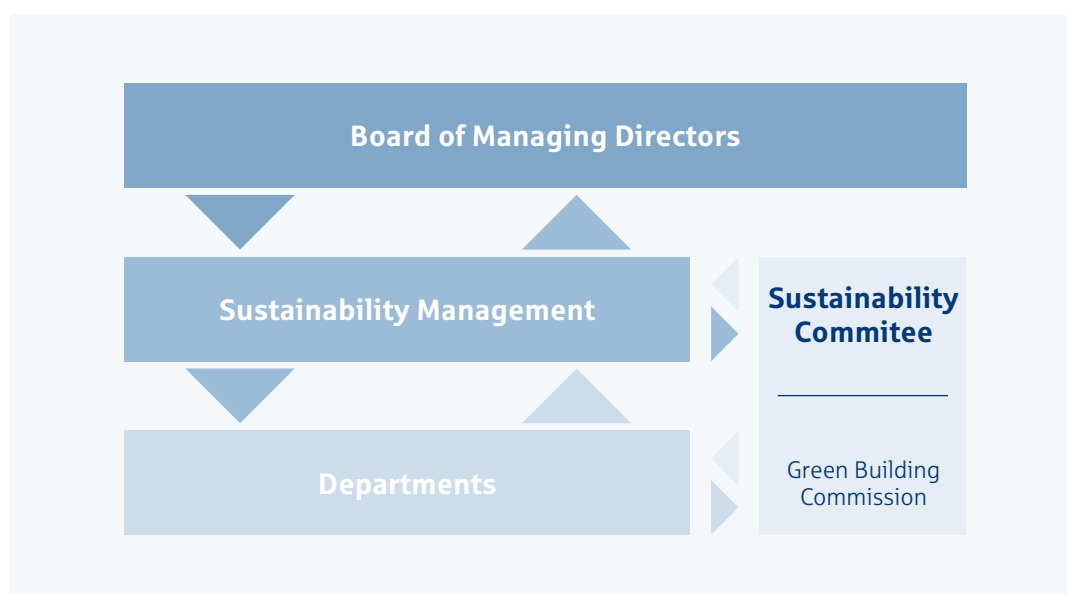 Board of Managing Directors
Sustainability Management
Sustainability
Commitee
Departments
Green Building
Commission